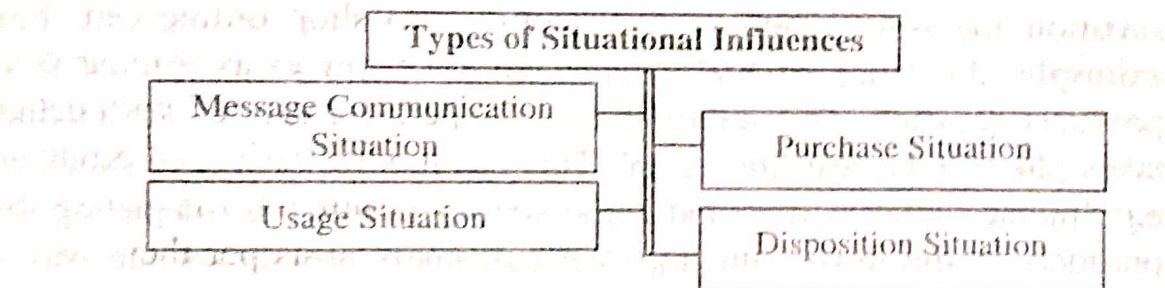 Types of Situational Influences
Message Communication
Situation
Purchase Situation
Usage Situation
Disposition Situation